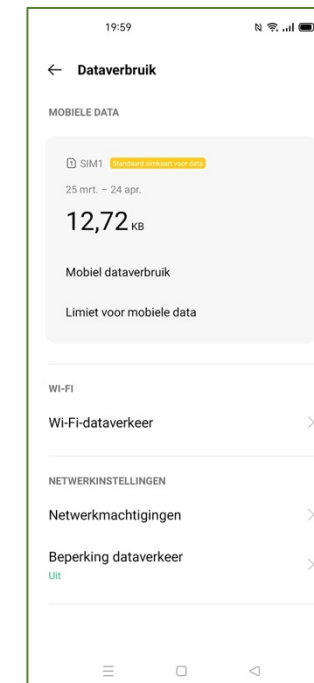 19:59
Dataverbruik
MOBIELE DATA
1 SIM1 Standaard simkaart voor data
25 mrt. – 24 apr.
12,72 KB
Mobiel dataverbruik
Limiet voor mobiele data
WI-FI
Wi-Fi-dataverkeer
NETWERKINSTELLINGEN
Netwerkmachtigingen
Beperking dataverkeer
Uit